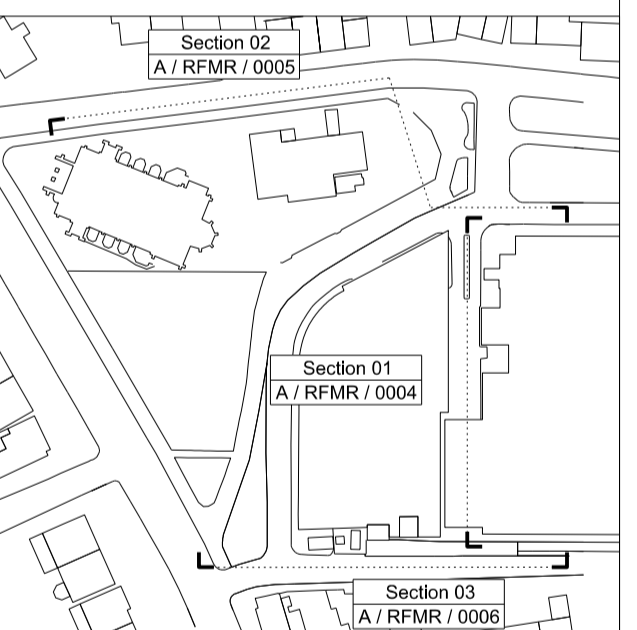 Section 02
A / RFMR / 0005
Section 01
A / RFMR / 0004
Section 03
A / RFMR / 0006